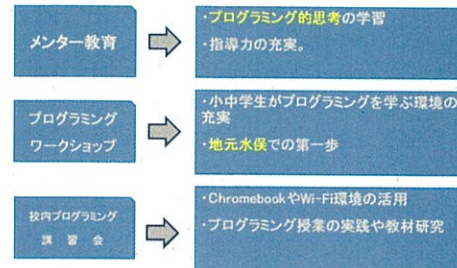 メンター教育
・プログラミング的思考の学習
・指導力の充実。
プログラミング
ワークショップ
・小中学生がプログラミングを学ぶ環境の
充実
・地元水俣での第一歩
校内プログラミング
講 習 会
・ChromebookやWi-Fi環境の活用
・プログラミング授業の実践や教材研究